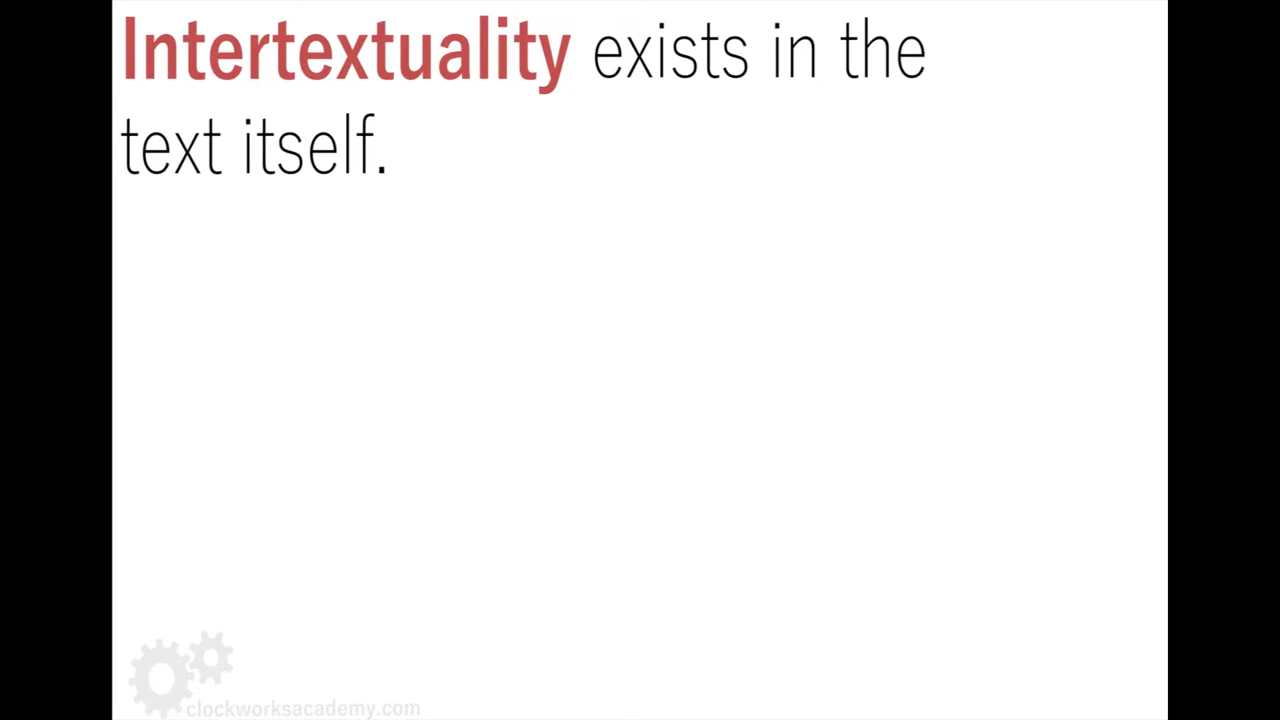 Intertextuality exists in the
text itself.
clockworksacademy.com